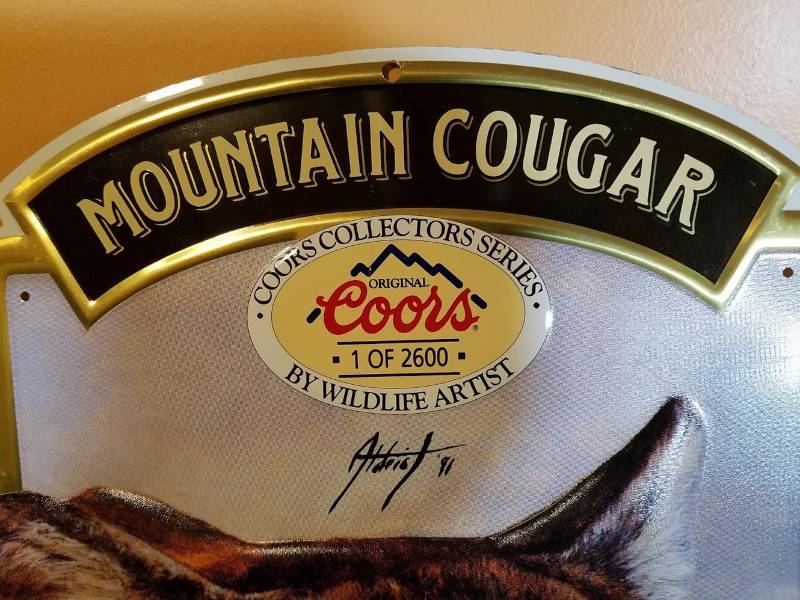 MOUNTAIN COUGAR
COORS COLLECTORS SERIES
ORIGINAL
Coors
1 OF 2600
BY WILDLIFE ARTIST
'91